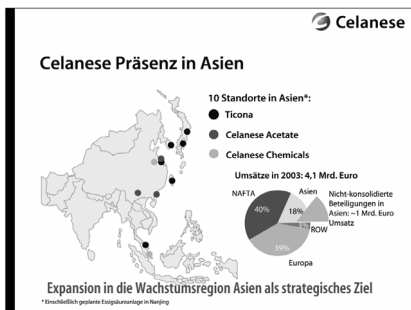 Celanese
Celanese Präsenz in Asien
10 Standorte in Asien*:
Ticona
Celanese Acetate
Celanese Chemicals
Umsätze in 2003: 4,1 Mrd. Euro
NAFTA
Asien
Nicht-konsolidierte
Beteiligungen in
Asien: ~1 Mrd. Euro
Umsatz
40%
18%
ROW
39%
Europa
Expansion in die Wachstumsregion Asien als strategisches Ziel
* Einschließlich geplante Essigsäureanlage in Nanjing